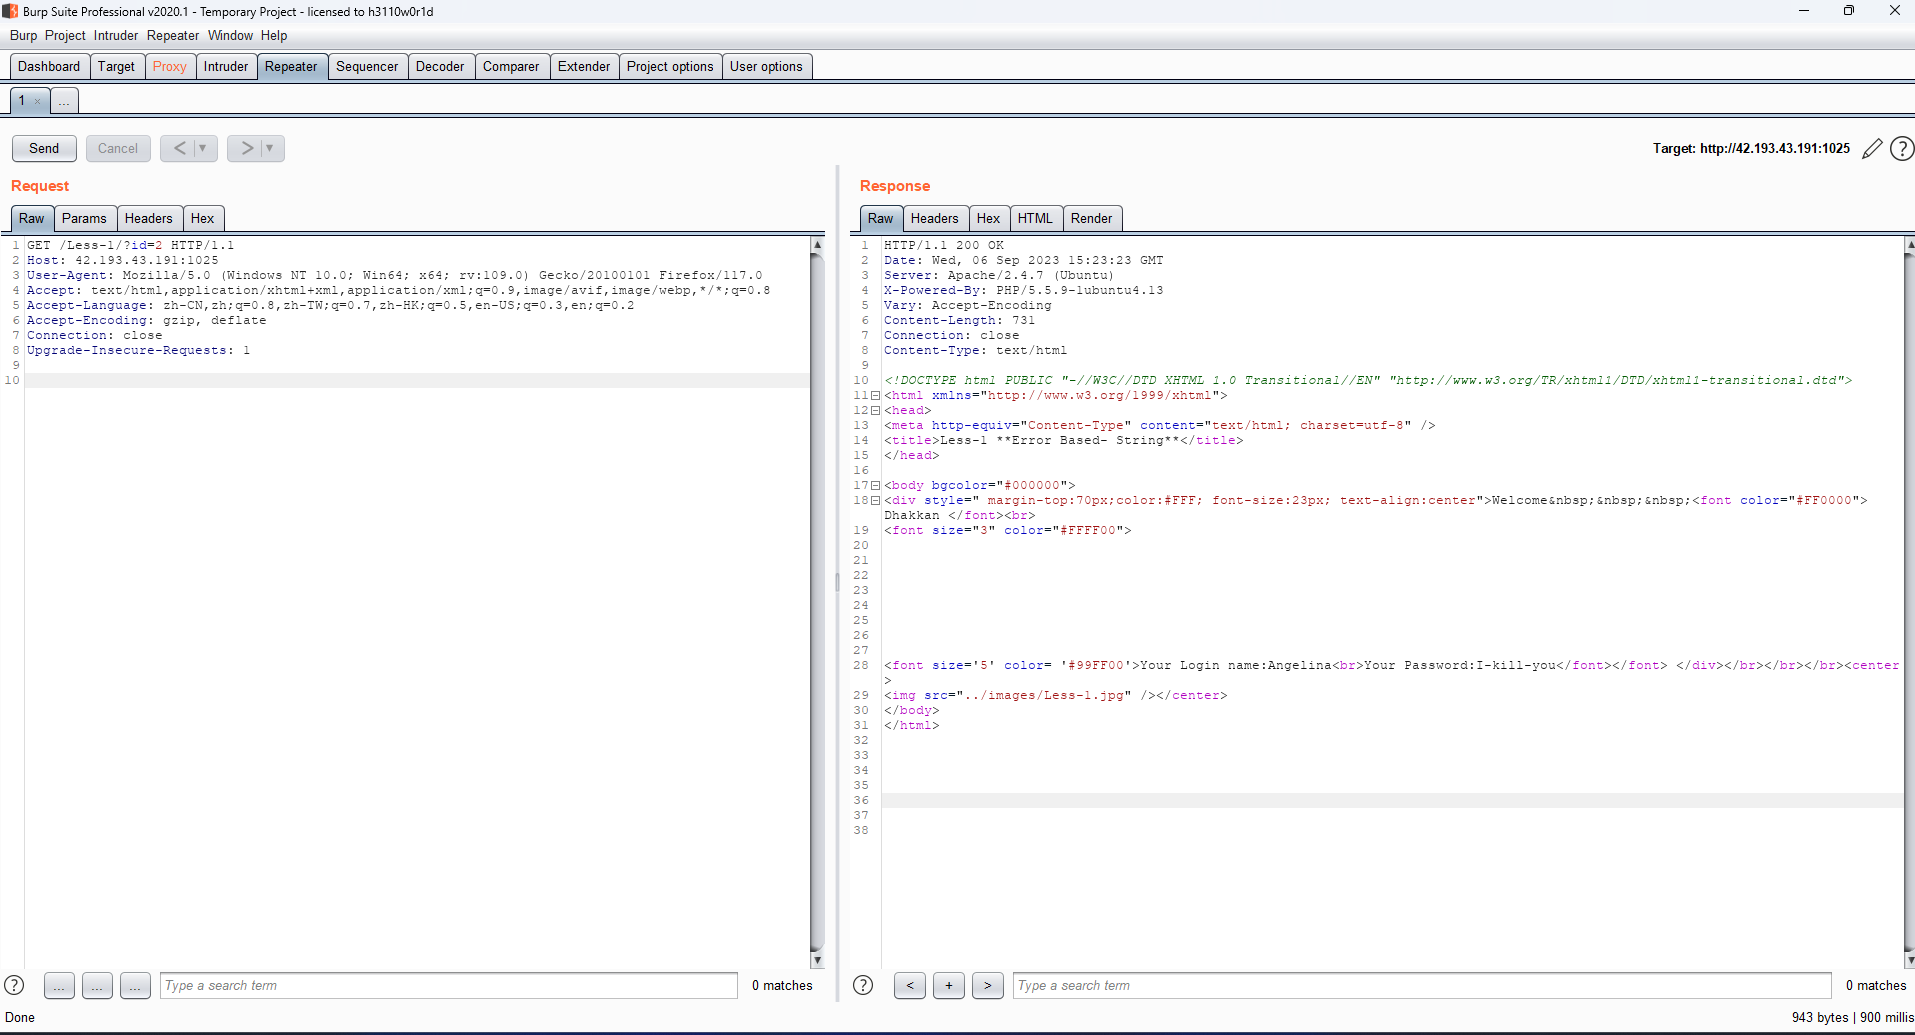 Burp Suite Professional v2020.1 - Temporary Project - licensed to h3110w0r1d
Burp Project Intruder Repeater Window Help
Dashboard Target Proxy Intruder Repeater Sequencer Decoder Comparer Extender Project options User options
1 × ...
Send Cancel < ▼ > ▼ Target: http://42.193.43.191:1025 ?
Request
Raw Params Headers Hex
1 GET /Less-1/?id=2 HTTP/1.1
2 Host: 42.193.43.191:1025
3 User-Agent: Mozilla/5.0 (Windows NT 10.0; Win64; x64; rv:109.0) Gecko/20100101 Firefox/117.0
4 Accept: text/html,application/xhtml+xml,application/xml;q=0.9,image/avif,image/webp,*/*;q=0.8
5 Accept-Language: zh-CN,zh;q=0.8,zh-TW;q=0.7,zh-HK;q=0.5,en-US;q=0.3,en;q=0.2
6 Accept-Encoding: gzip, deflate
7 Connection: close
8 Upgrade-Insecure-Requests: 1
9
10
? ... ... ... Type a search term 0 matches
Response
Raw Headers Hex HTML Render
1 HTTP/1.1 200 OK
2 Date: Wed, 06 Sep 2023 15:23:23 GMT
3 Server: Apache/2.4.7 (Ubuntu)
4 X-Powered-By: PHP/5.5.9-1ubuntu4.13
5 Vary: Accept-Encoding
6 Content-Length: 731
7 Connection: close
8 Content-Type: text/html
9
10 <!DOCTYPE html PUBLIC "-//W3C//DTD XHTML 1.0 Transitional//EN" "http://www.w3.org/TR/xhtml1/DTD/xhtml1-transitional.dtd">
11 <html xmlns="http://www.w3.org/1999/xhtml">
12 <head>
13 <meta http-equiv="Content-Type" content="text/html; charset=utf-8" />
14 <title>Less-1 **Error Based- String**</title>
15 </head>
16
17 <body bgcolor="#000000">
18 <div style=" margin-top:70px;color:#FFF; font-size:23px; text-align:center">Welcome&nbsp;&nbsp;&nbsp;<font color="#FF0000">
Dhakkan </font><br>
19 <font size="3" color="#FFFF00">
20
21
22
23
24
25
26
27
28 <font size='5' color= '#99FF00'>Your Login name:Angelina<br>Your Password:I-kill-you</font></font> </div></br></br></br><center
>
29 <img src="../images/Less-1.jpg" /></center>
30 </body>
31 </html>
32
33
34
35
36
37
38
? < + > Type a search term 0 matches
Done 943 bytes | 900 millis